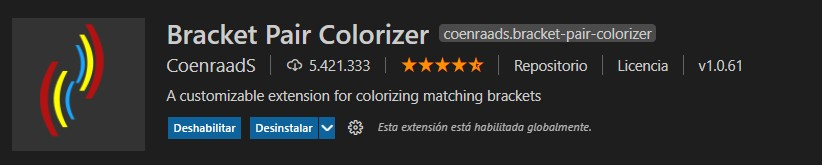 Bracket Pair Colorizer coenraads.bracket-pair-colorizer
CoenraadS 5.421.333 Repositorio Licencia v1.0.61
A customizable extension for colorizing matching brackets
Deshabilitar Desinstalar Esta extensión está habilitada globalmente.